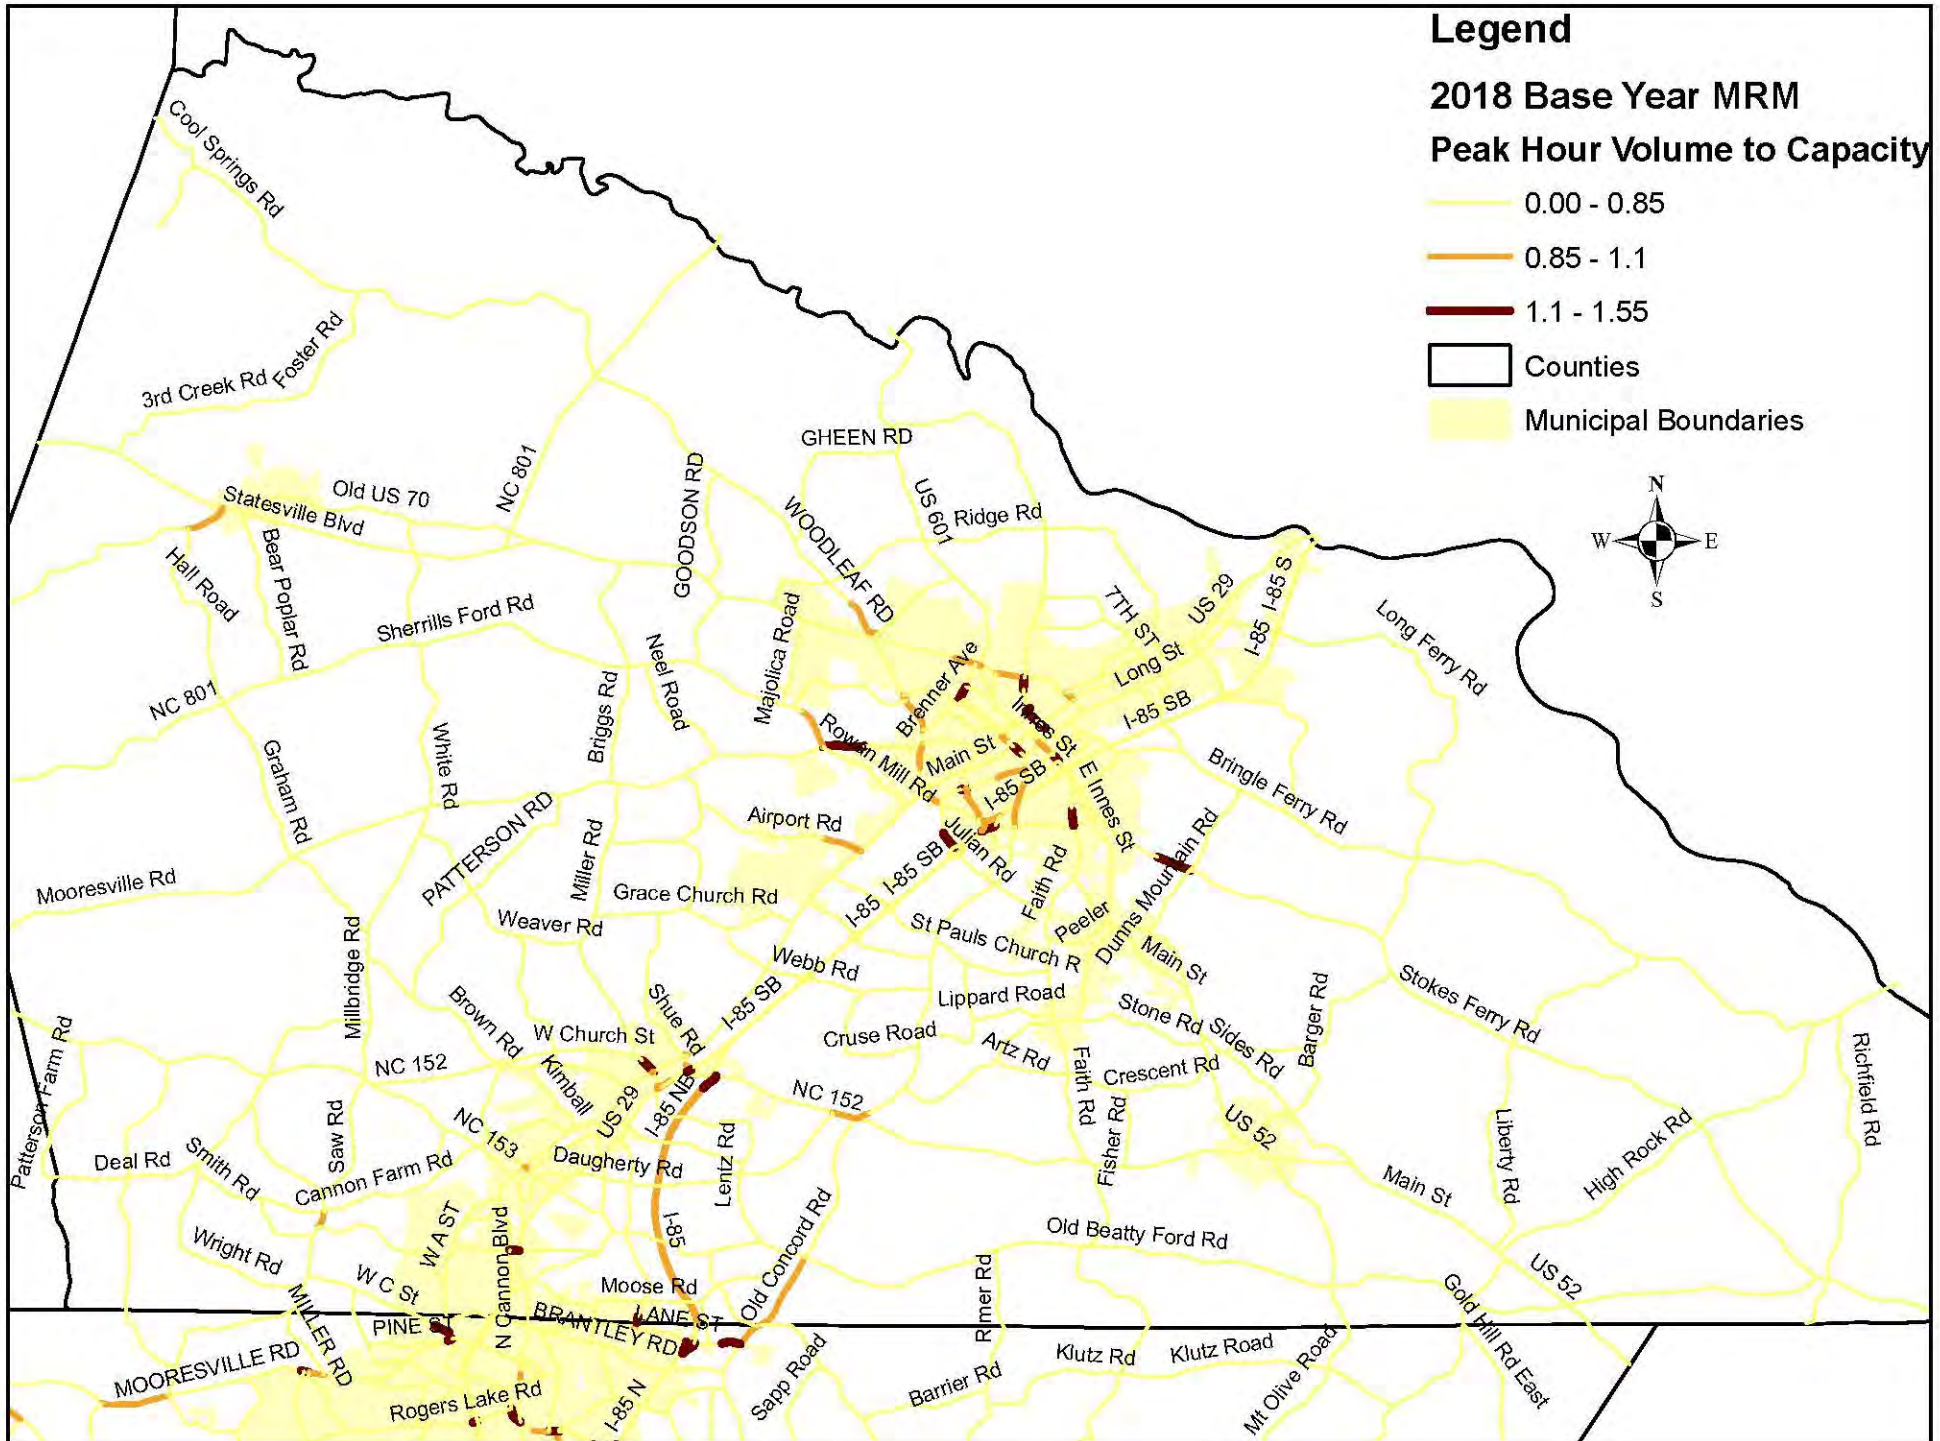 Legend
2018 Base Year MRM
Peak Hour Volume to Capacity
0.00 - 0.85
0.85 - 1.1
1.1 - 1.55
Counties
Municipal Boundaries
N
W
E
S
Cool Springs Rd
Foster Rd
3rd Creek Rd
GHEEN RD
NC 801
GOODSON RD
Old US 70
Statesville Blvd
US 601
Ridge Rd
WOODLEAF RD
Bear Poplar Rd
Hall Road
7TH ST
US 29
I-85
I-85 S
Long Ferry Rd
Sherrills Ford Rd
Majolica Road
Neel Road
Brenner Ave
Long St
NC 801
Briggs Rd
Innes St
I-85 SB
Rowan Mill Rd
Main St
White Rd
Graham Rd
I-85 SB
E Innes St
Bringle Ferry Rd
PATTERSON RD
Airport Rd
Miller Rd
Julian Rd
Dunns Mountain Rd
Mooresville Rd
Grace Church Rd
I-85
I-85 SB
Faith Rd
Weaver Rd
St Pauls Church R
Peeler
Main St
Millbridge Rd
Webb Rd
Lippard Road
Stokes Ferry Rd
Brown Rd
Shue Rd
I-85 SB
Stone Rd
Sides Rd
Barger Rd
W Church St
Cruse Road
Artz Rd
Patterson Farm Rd
NC 152
Kimball
US 29
I-85 NB
NC 152
Faith Rd
Crescent Rd
Richfield Rd
Saw Rd
NC 153
Lentz Rd
Fisher Rd
US 52
Liberty Rd
High Rock Rd
Deal Rd
Smith Rd
Cannon Farm Rd
Daugherty Rd
Main St
W A ST
N Cannon Blvd
I-85
Old Concord Rd
Old Beatty Ford Rd
Wright Rd
W C St
Moose Rd
Rimer Rd
US 52
MILLER RD
PINE ST
BRANTLEY RD
LANE ST
Gold Hill Rd East
MOORESVILLE RD
Sapp Road
Klutz Rd
Klutz Road
Mt Olive Road
Rogers Lake Rd
I-85 N
Barrier Rd